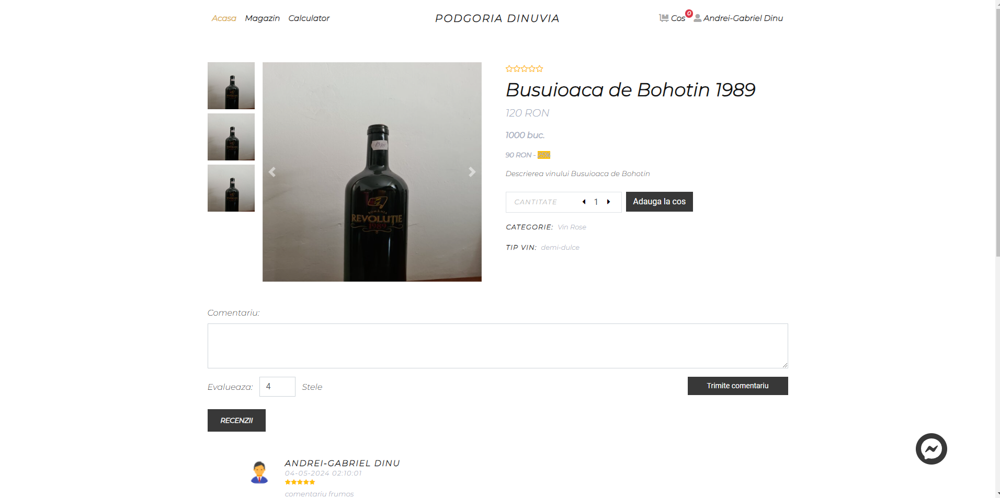 Acasa Magazin Calculator
PODGORIA DINUVIA
Cos 0 Andrei-Gabriel Dinu
Busuioaca de Bohotin 1989
120 RON
1000 buc.
90 RON - 25%
Descrierea vinului Busuioaca de Bohotin
CANTITATE 1
Adauga la cos
CATEGORIE: Vin Rose
TIP VIN: demi-dulce
ROMÂNIA
REVOLUȚIE
1989
Comentariu:
Evalueaza: 4 Stele
Trimite comentariu
RECENZII
ANDREI-GABRIEL DINU
04-05-2024 02:10:01
comentariu frumos